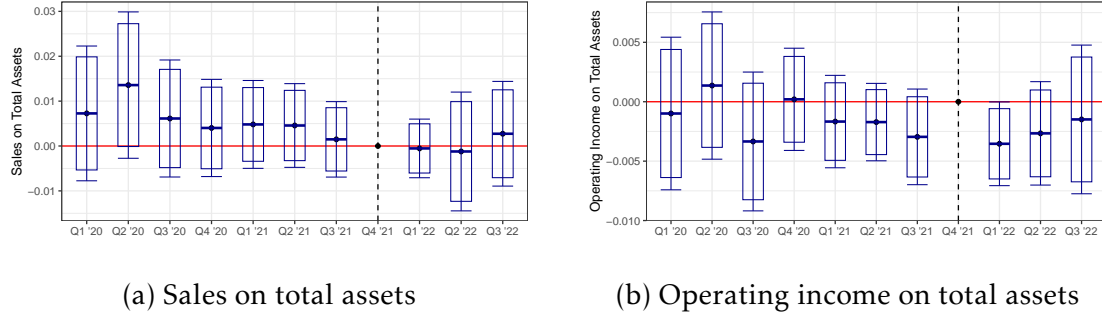 Sales on Total Assets
0.03
0.02
0.01
0.00
−0.01
Q1 '20 Q2 '20 Q3 '20 Q4 '20 Q1 '21 Q2 '21 Q3 '21 Q4 '21 Q1 '22 Q2 '22 Q3 '22
(a) Sales on total assets
Operating Income on Total Assets
0.005
0.000
−0.005
−0.010
Q1 '20 Q2 '20 Q3 '20 Q4 '20 Q1 '21 Q2 '21 Q3 '21 Q4 '21 Q1 '22 Q2 '22 Q3 '22
(b) Operating income on total assets